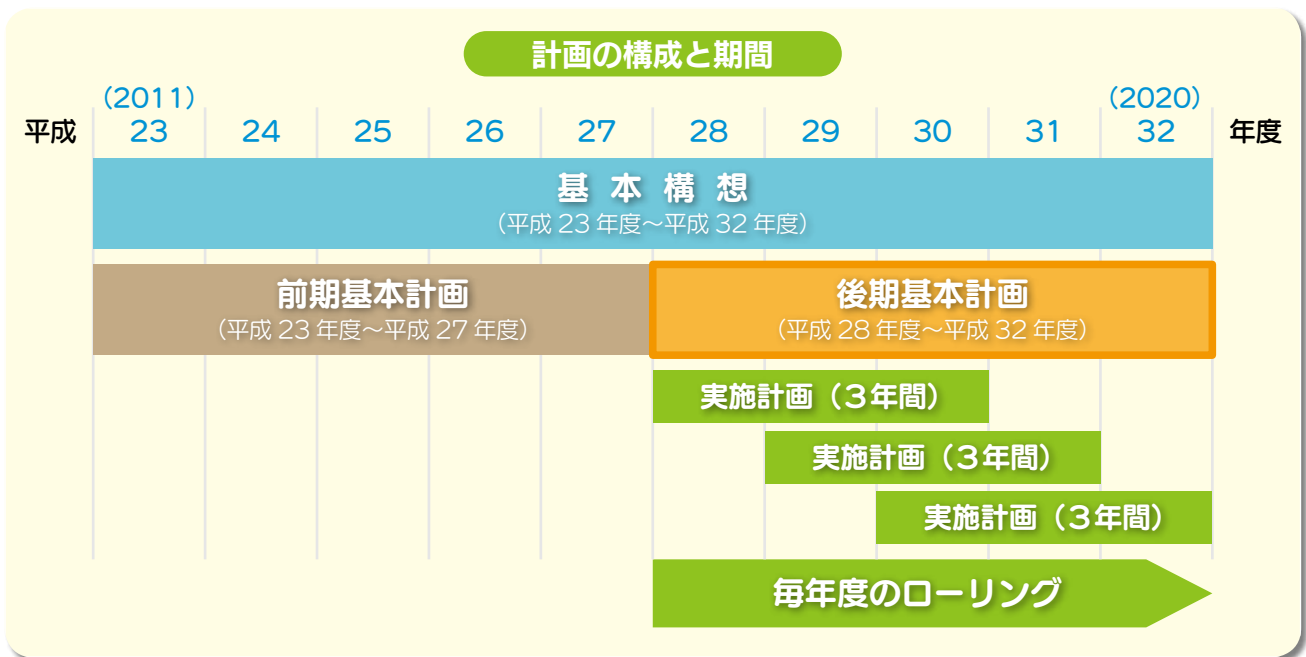 計画の構成と期間
（2011） （2020）
平成 23 24 25 26 27 28 29 30 31 32 年度
基本構想
（平成 23 年度～平成 32 年度）
前期基本計画 後期基本計画
（平成 23 年度～平成 27 年度） （平成 28 年度～平成 32 年度）
実施計画（３年間）
実施計画（３年間）
実施計画（３年間）
毎年度のローリング